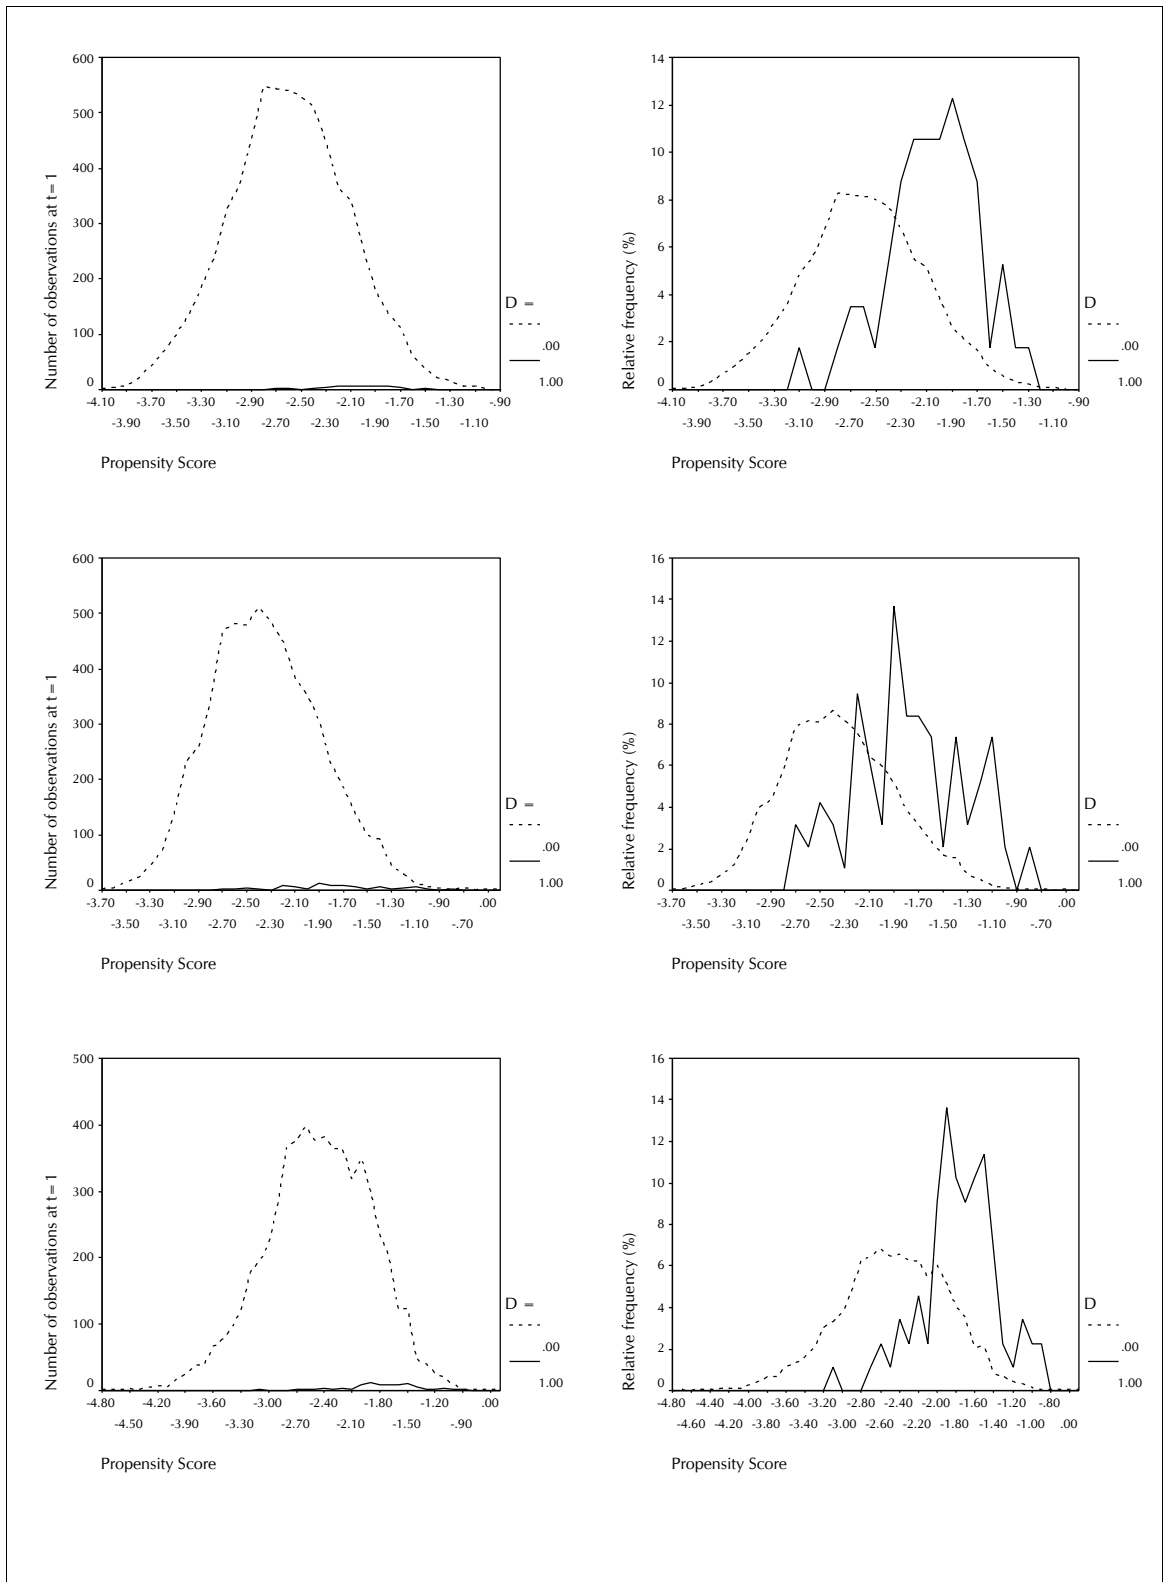 600
500
400
300
200
100
0
Number of observations at t= 1
-4.10 -3.70 -3.30 -2.90 -2.50 -2.10 -1.70 -1.30 -.90
-3.90 -3.50 -3.10 -2.70 -2.30 -1.90 -1.50 -1.10
Propensity Score
D =
.00
1.00
14
12
10
8
6
4
2
0
Relative frequency (%)
-4.10 -3.70 -3.30 -2.90 -2.50 -2.10 -1.70 -1.30 -.90
-3.90 -3.50 -3.10 -2.70 -2.30 -1.90 -1.50 -1.10
Propensity Score
D
.00
1.00
600
500
400
300
200
100
0
Number of observations at t= 1
-3.70 -3.30 -2.90 -2.50 -2.10 -1.70 -1.30 -.90 .00
-3.50 -3.10 -2.70 -2.30 -1.90 -1.50 -1.10 -.70
Propensity Score
D =
.00
1.00
16
14
12
10
8
6
4
2
0
Relative frequency (%)
-3.70 -3.30 -2.90 -2.50 -2.10 -1.70 -1.30 -.90 .00
-3.50 -3.10 -2.70 -2.30 -1.90 -1.50 -1.10 -.70
Propensity Score
D
.00
1.00
500
400
300
200
100
0
Number of observations at t= 1
-4.80 -4.20 -3.60 -3.00 -2.40 -1.80 -1.20 .00
-4.50 -3.90 -3.30 -2.70 -2.10 -1.50 -.90
Propensity Score
D =
.00
1.00
16
14
12
10
8
6
4
2
0
Relative frequency (%)
-4.80 -4.40 -4.00 -3.60 -3.20 -2.80 -2.40 -2.00 -1.60 -1.20 -.80
-4.60 -4.20 -3.80 -3.40 -3.00 -2.60 -2.20 -1.80 -1.40 -1.00 .00
Propensity Score
D
.00
1.00